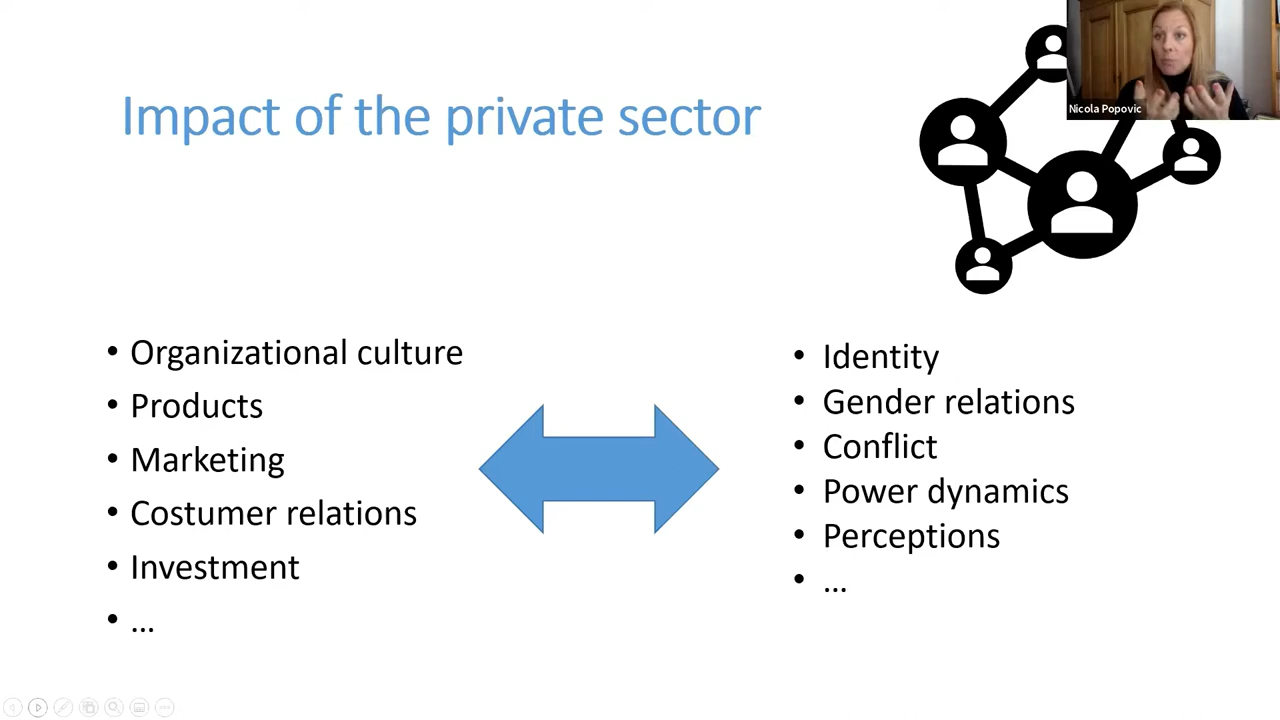 Impact of the private sector
Nicola Popovic
• Organizational culture
• Products
• Marketing
• Costumer relations
• Investment
• ...
• Identity
• Gender relations
• Conflict
• Power dynamics
• Perceptions
• ...